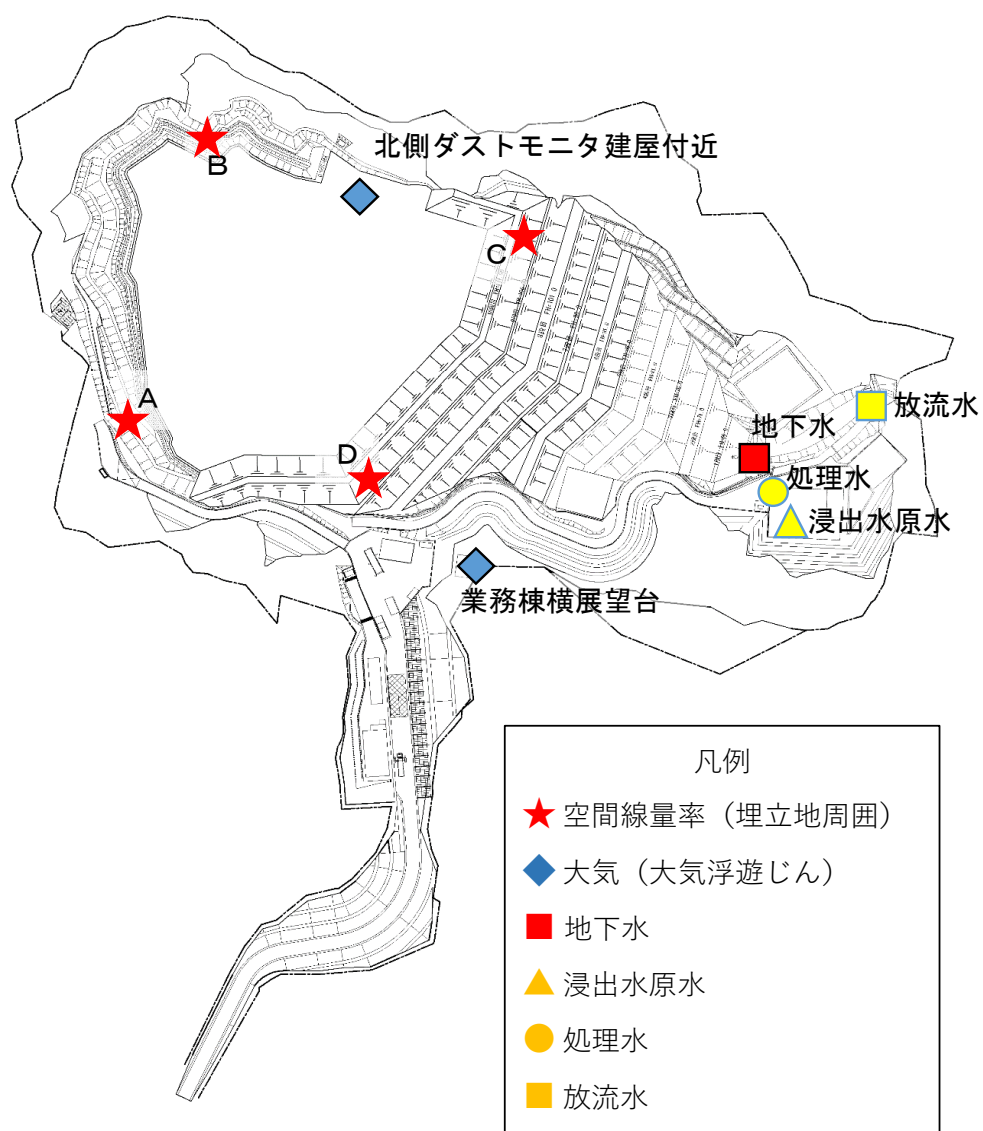 北側ダストモニタ建屋付近
B
C
A
放流水
地下水
D
処理水
浸出水原水
業務棟横展望台
凡例
空間線量率（埋立地周囲）
大気（大気浮遊じん）
地下水
浸出水原水
処理水
放流水